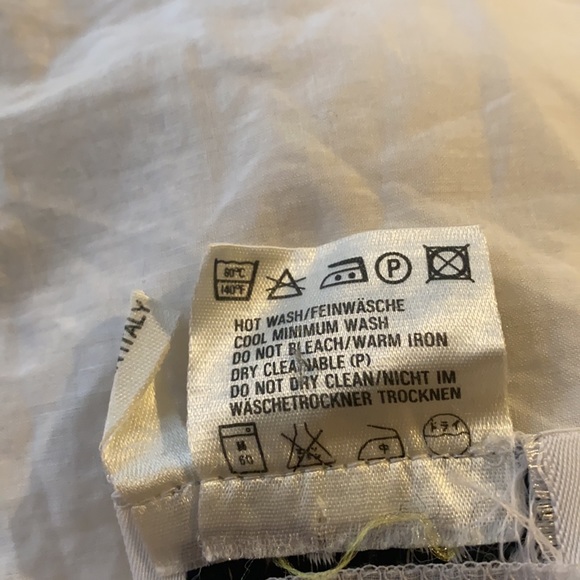 60°C
140°F
P
HOT WASH/FEINWÄSCHE
COOL MINIMUM WASH
DO NOT BLEACH/WARM IRON
DRY CLEANABLE (P)
DO NOT DRY CLEAN/NICHT IM
WÄSCHETROCKNER TROCKNEN
M
60
中
ドライ
ITALY